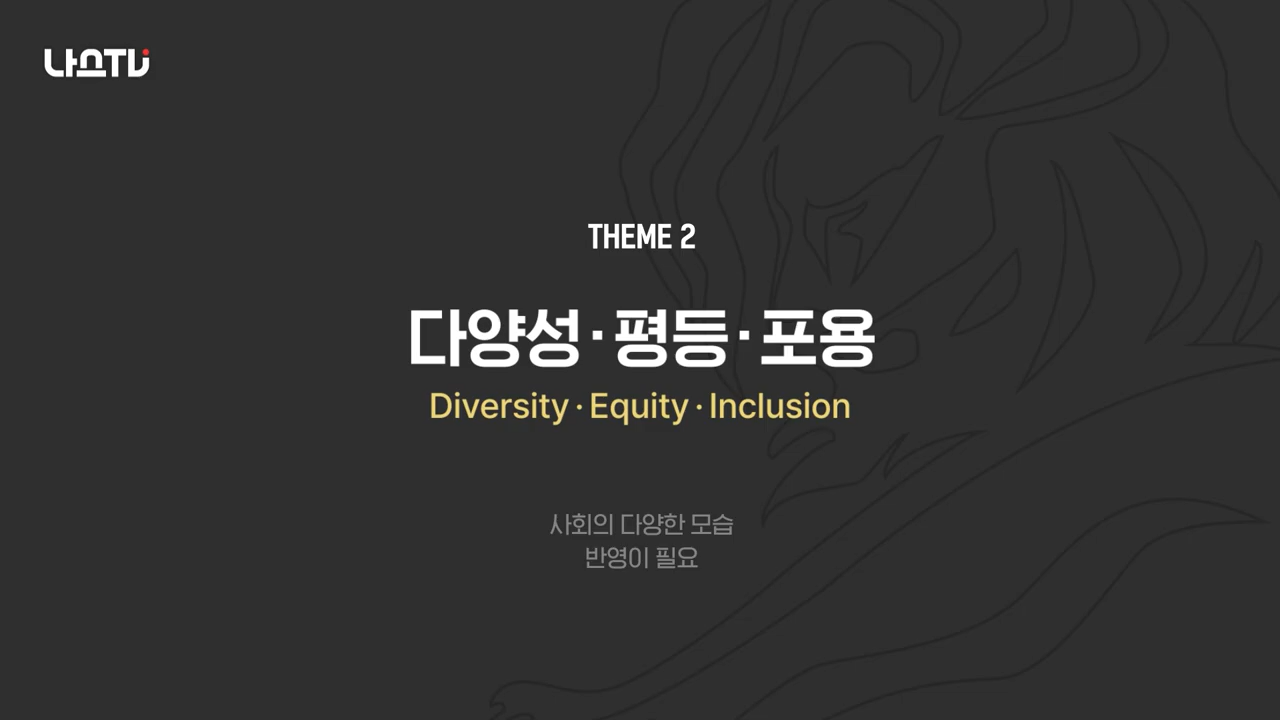 나스TV
THEME 2
다양성·평등·포용
Diversity·Equity·Inclusion
사회의 다양한 모습
반영이 필요